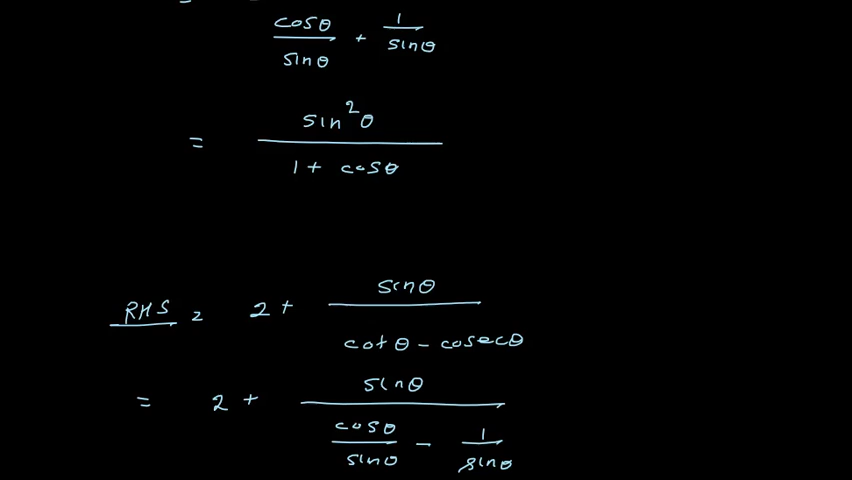 cosθ/sinθ + 1/sinθ
= sin²θ/(1 + cosθ)
RHS = 2 + sinθ/(cotθ - cosecθ)
= 2 + sinθ/(cosθ/sinθ - 1/sinθ)